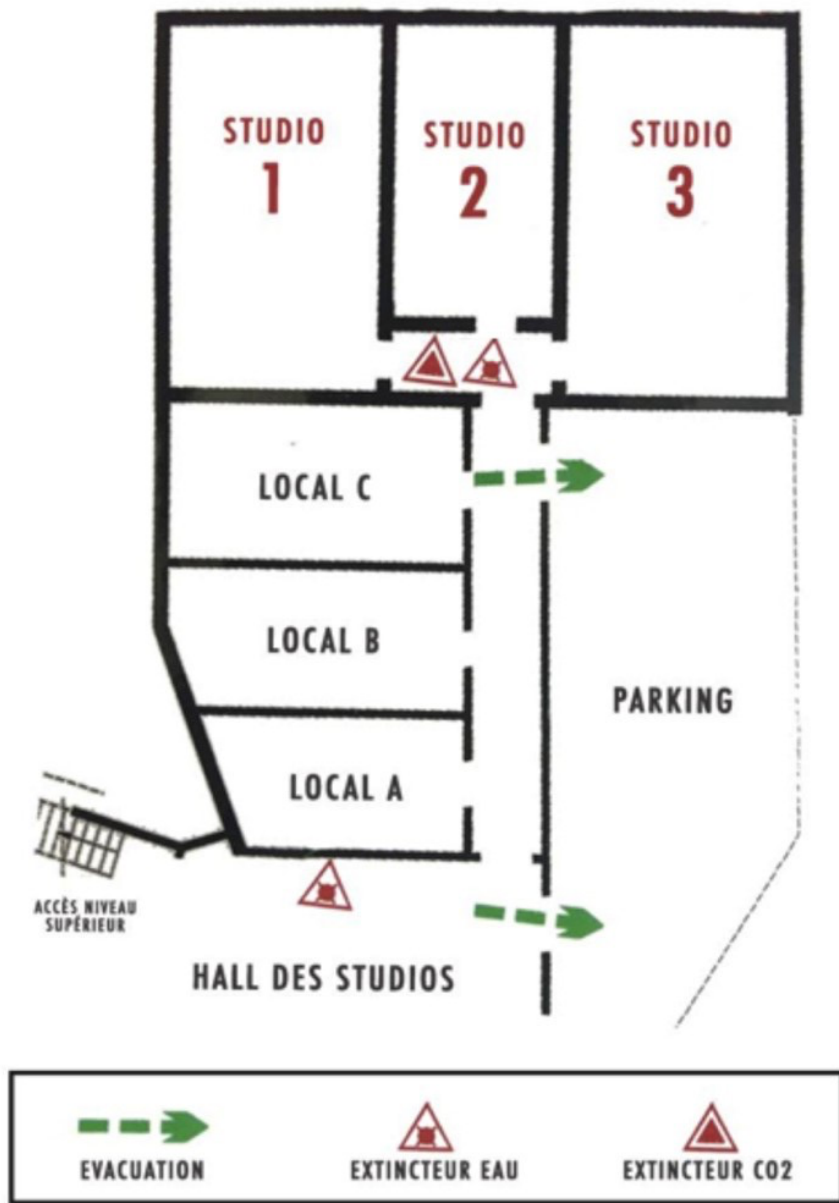 STUDIO
1
STUDIO
2
STUDIO
3
LOCAL C
LOCAL B
LOCAL A
PARKING
ACCÈS NIVEAU
SUPÉRIEUR
HALL DES STUDIOS
EVACUATION
EXTINCTEUR EAU
EXTINCTEUR CO2